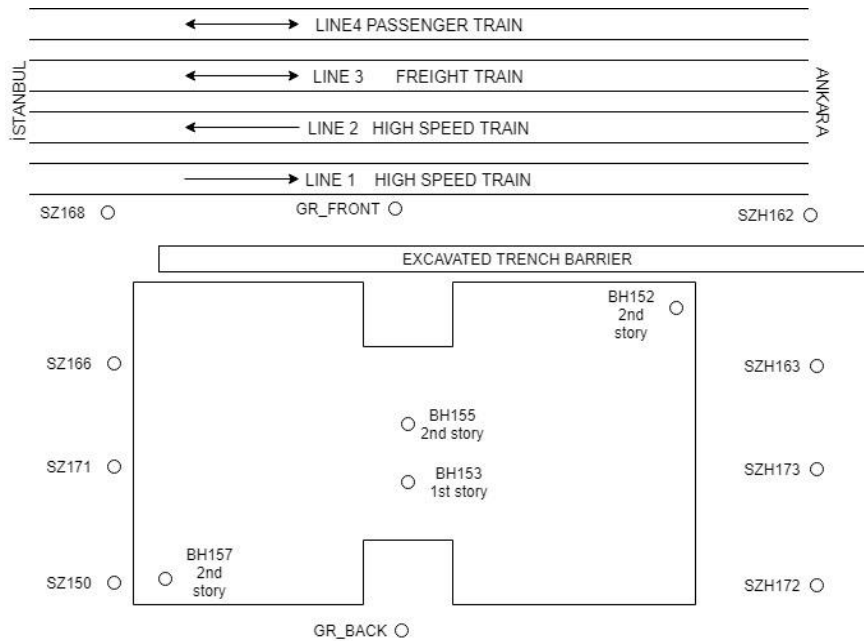 LINE4 PASSENGER TRAIN
LINE 3 FREIGHT TRAIN
İSTANBUL
ANKARA
LINE 2 HIGH SPEED TRAIN
LINE 1 HIGH SPEED TRAIN
SZ168
GR_FRONT
SZH162
EXCAVATED TRENCH BARRIER
BH152
2nd
story
SZ166
SZH163
BH155
2nd story
SZ171
BH153
1st story
SZH173
BH157
2nd
story
SZ150
SZH172
GR_BACK